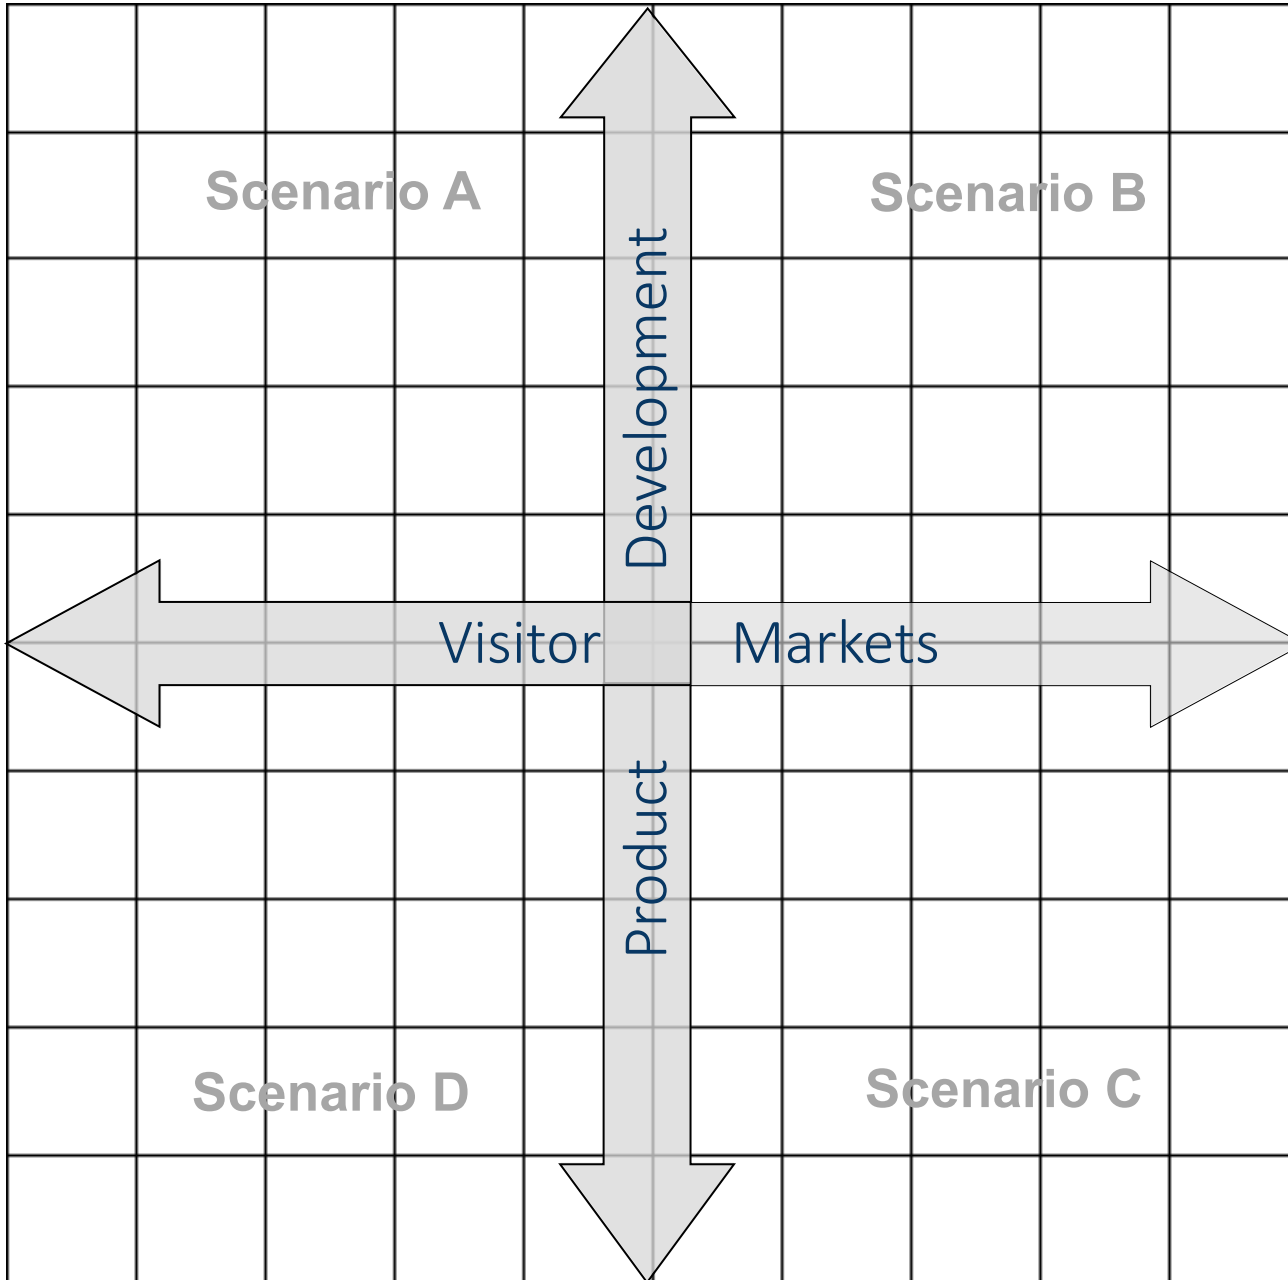 Scenario A
Scenario B
Development
Visitor Markets
Product
Scenario D
Scenario C